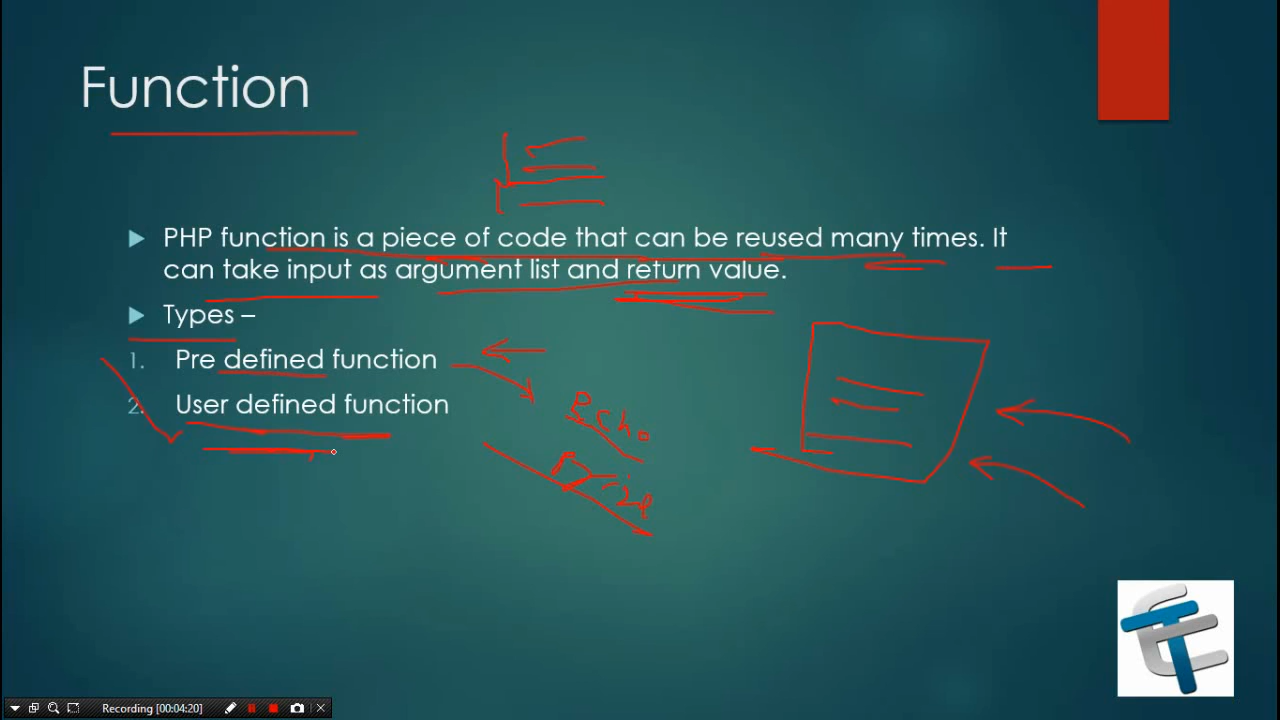 Function
PHP function is a piece of code that can be reused many times. It
can take input as argument list and return value.
Types –
1. Pre defined function
2. User defined function
Recording [00:04:20]